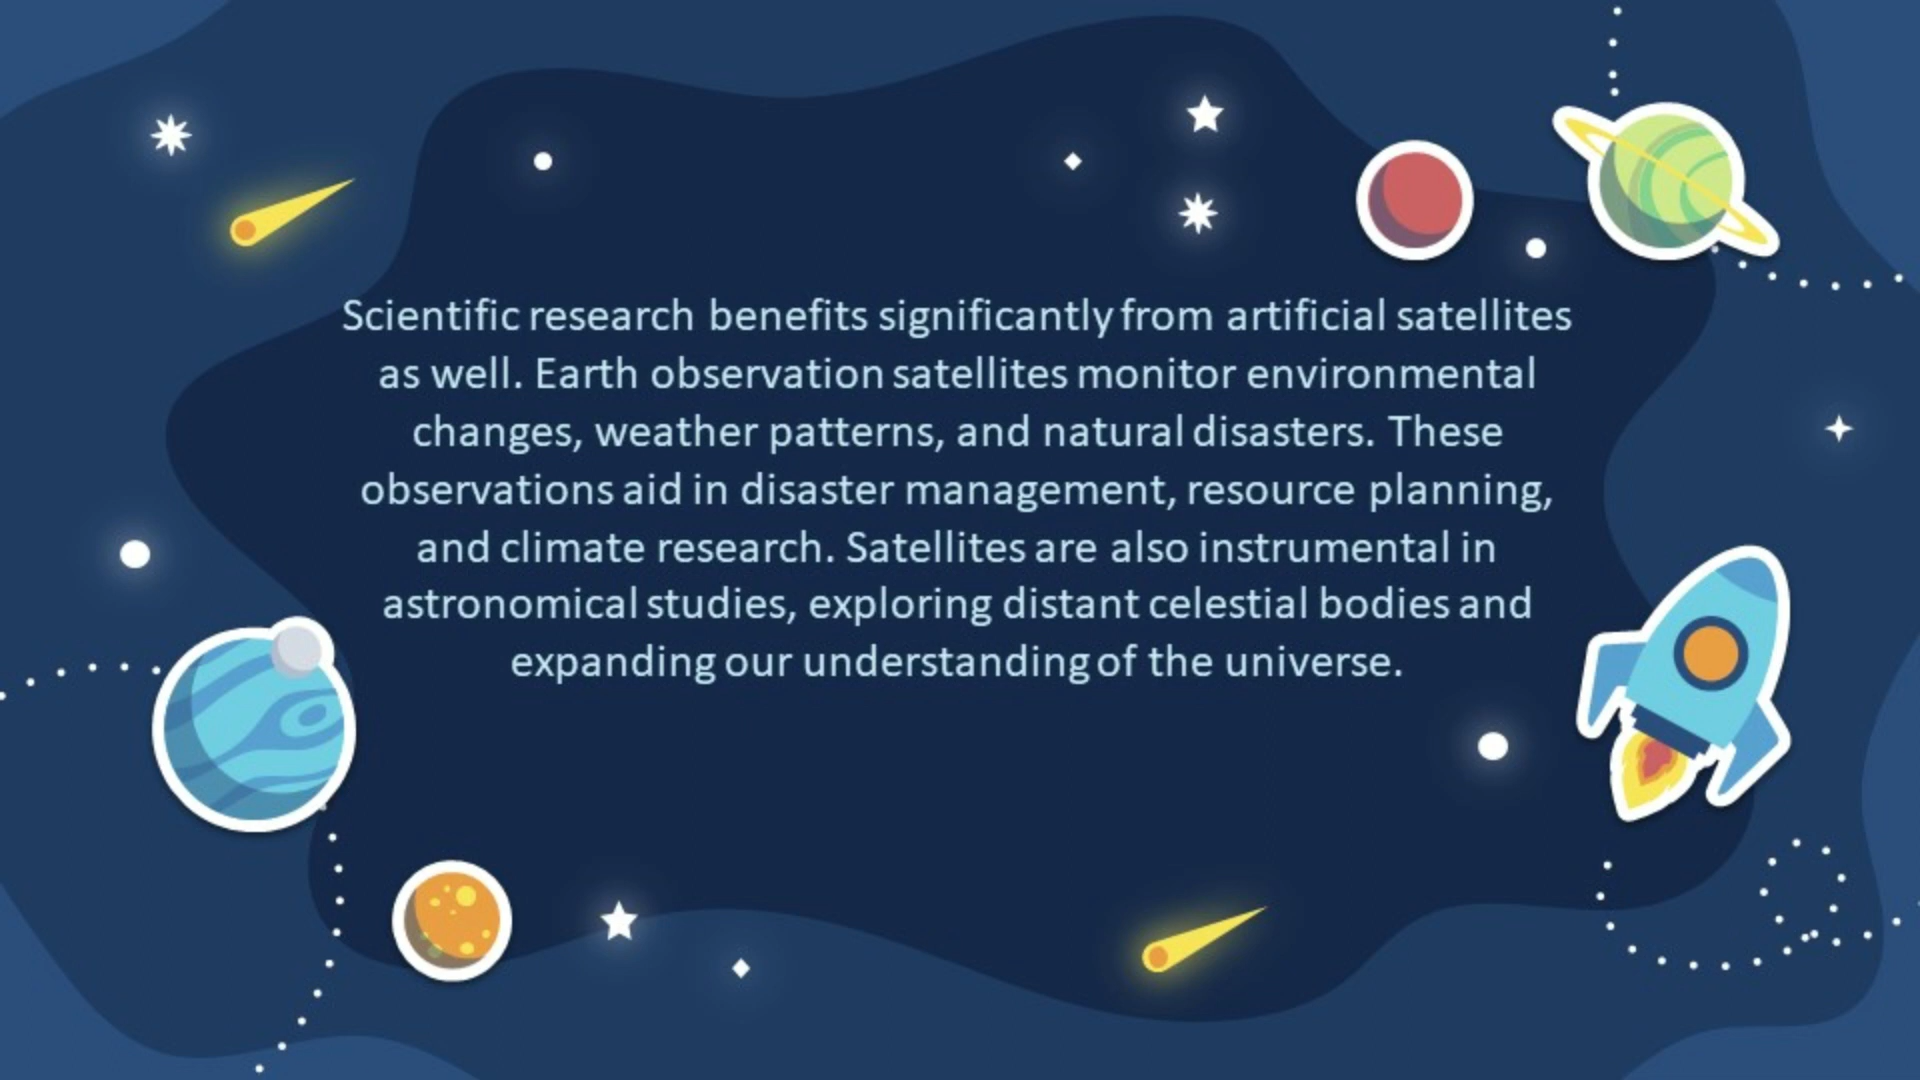 Scientific research benefits significantly from artificial satellites
as well. Earth observation satellites monitor environmental
changes, weather patterns, and natural disasters. These
observations aid in disaster management, resource planning,
and climate research. Satellites are also instrumental in
astronomical studies, exploring distant celestial bodies and
expanding our understanding of the universe.